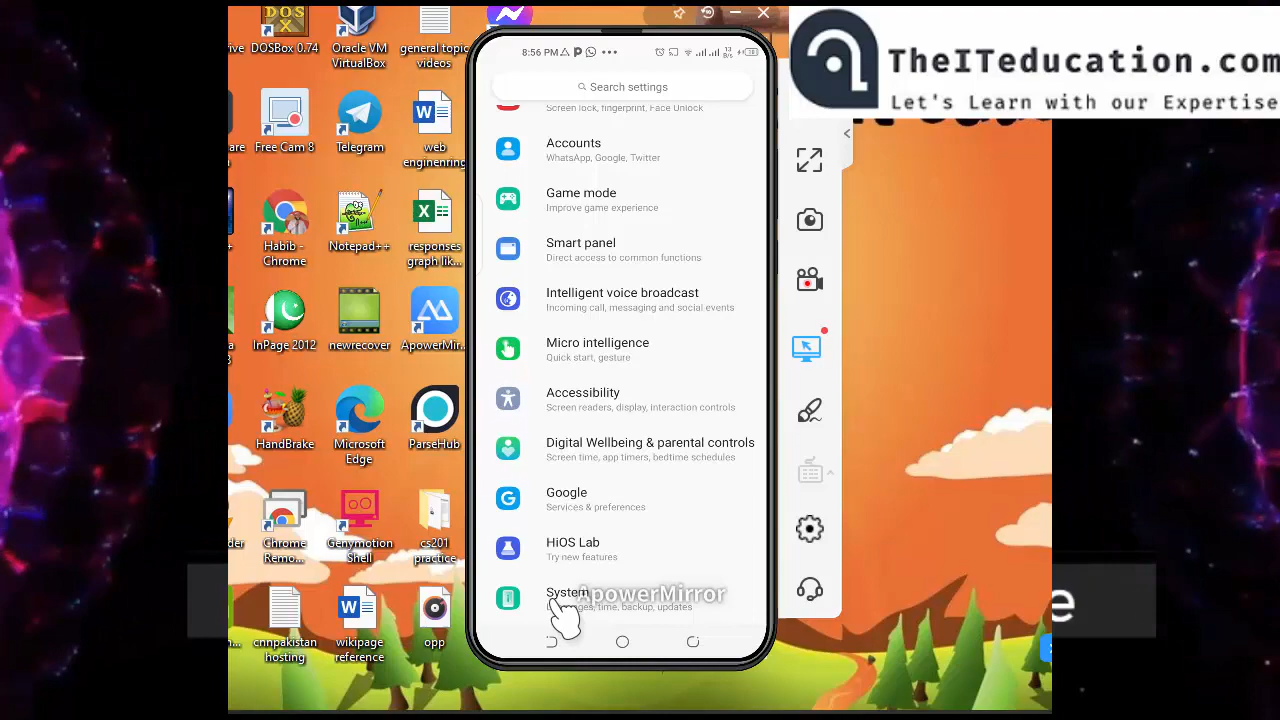 TheITeducation.com
Let's Learn with our Expertise
DOSBox 0.74
Oracle VM
VirtualBox
general topic
videos
8:56 PM
Search settings
Screen lock, fingerprint, Face Unlock
Accounts
WhatsApp, Google, Twitter
Game mode
Improve game experience
Smart panel
Direct access to common functions
Intelligent voice broadcast
Incoming call, messaging and social events
Micro intelligence
Quick start, gesture
Accessibility
Screen readers, display, interaction controls
Digital Wellbeing & parental controls
Screen time, app timers, bedtime schedules
Google
Services & preferences
HiOS Lab
Try new features
System
time, backup, updates
ApowerMirror
Free Cam 8
Telegram
web
enginenring
Habib -
Chrome
Notepad++
responses
graph lik...
InPage 2012
newrecover
ApowerMir...
HandBrake
Microsoft
Edge
ParseHub
Chrome
Remo...
Genymotion
Shell
cs201
practice
cnnpakistan
hosting
wikipage
reference
opp